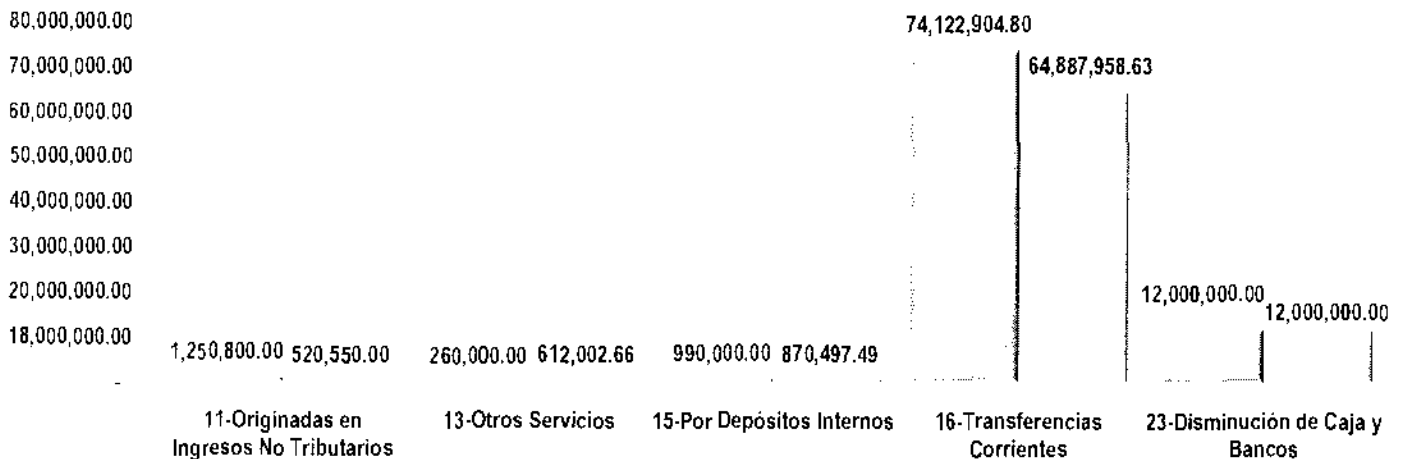 80,000,000.00
74,122,904.80
70,000,000.00
64,887,958.63
60,000,000.00
50,000,000.00
40,000,000.00
30,000,000.00
20,000,000.00
12,000,000.00
12,000,000.00
18,000,000.00
1,250,800.00 520,550.00
260,000.00 612,002.66
990,000.00 870,497.49
-
11-Originadas en
Ingresos No Tributarios
13-Otros Servicios
15-Por Depósitos Internos
16-Transferencias
Corrientes
23-Disminución de Caja y
Bancos